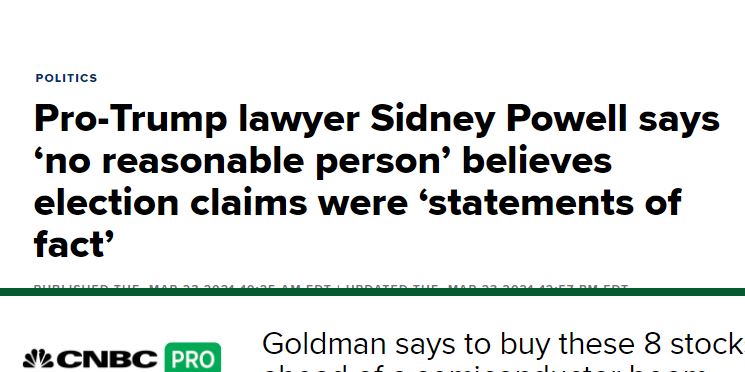 POLITICS
Pro-Trump lawyer Sidney Powell says
‘no reasonable person’ believes
election claims were ‘statements of
fact’
PUBLISHED TUE, MAR 23 2021 10:25 AM EDT | UPDATED TUE, MAR 23 2021 12:57 PM EDT
CNBC PRO
Goldman says to buy these 8 stock
ahead of a semiconductor boom